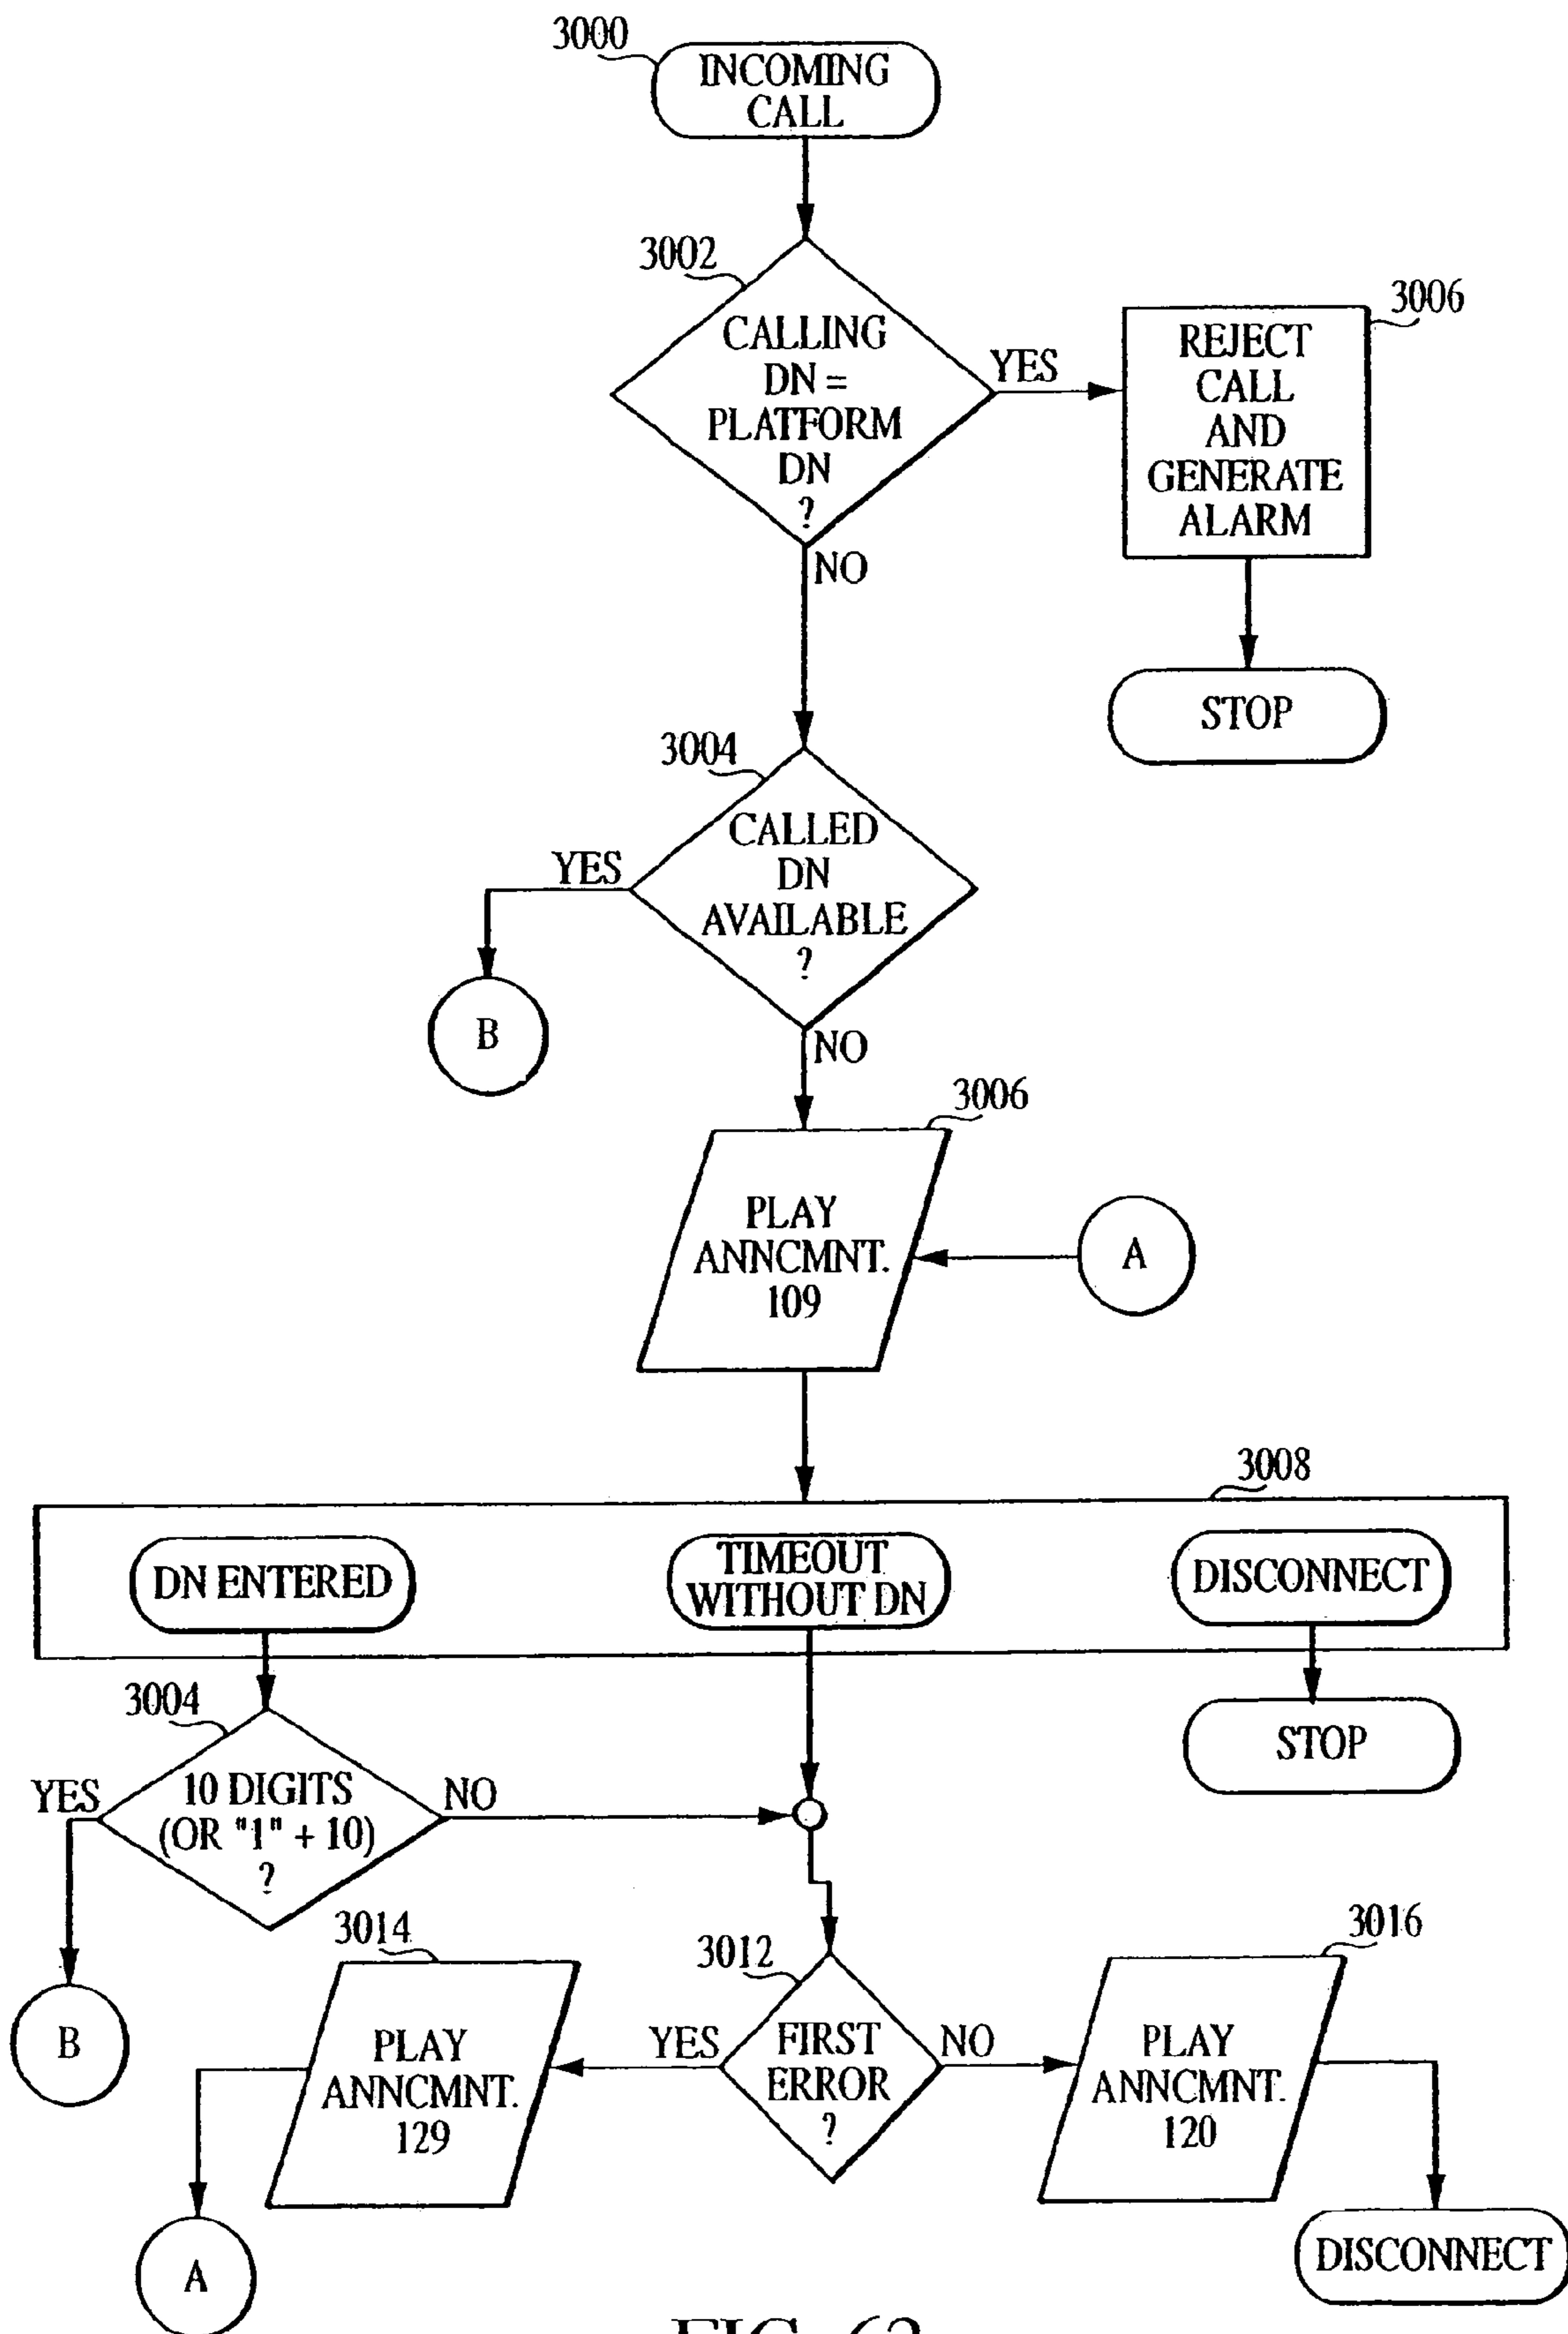 3000
INCOMING
CALL
3002
CALLING
DN =
PLATFORM
DN
?
YES
3006
REJECT
CALL
AND
GENERATE
ALARM
NO
STOP
3004
CALLED
DN
AVAILABLE
?
YES
B
NO
3006
PLAY
ANNCMNT.
109
A
3008
DN ENTERED
TIMEOUT
WITHOUT DN
DISCONNECT
3004
10 DIGITS
(OR "1" + 10)
?
YES
NO
STOP
B
3014
PLAY
ANNCMNT.
129
3012
FIRST
ERROR
?
YES
NO
3016
PLAY
ANNCMNT.
120
A
DISCONNECT